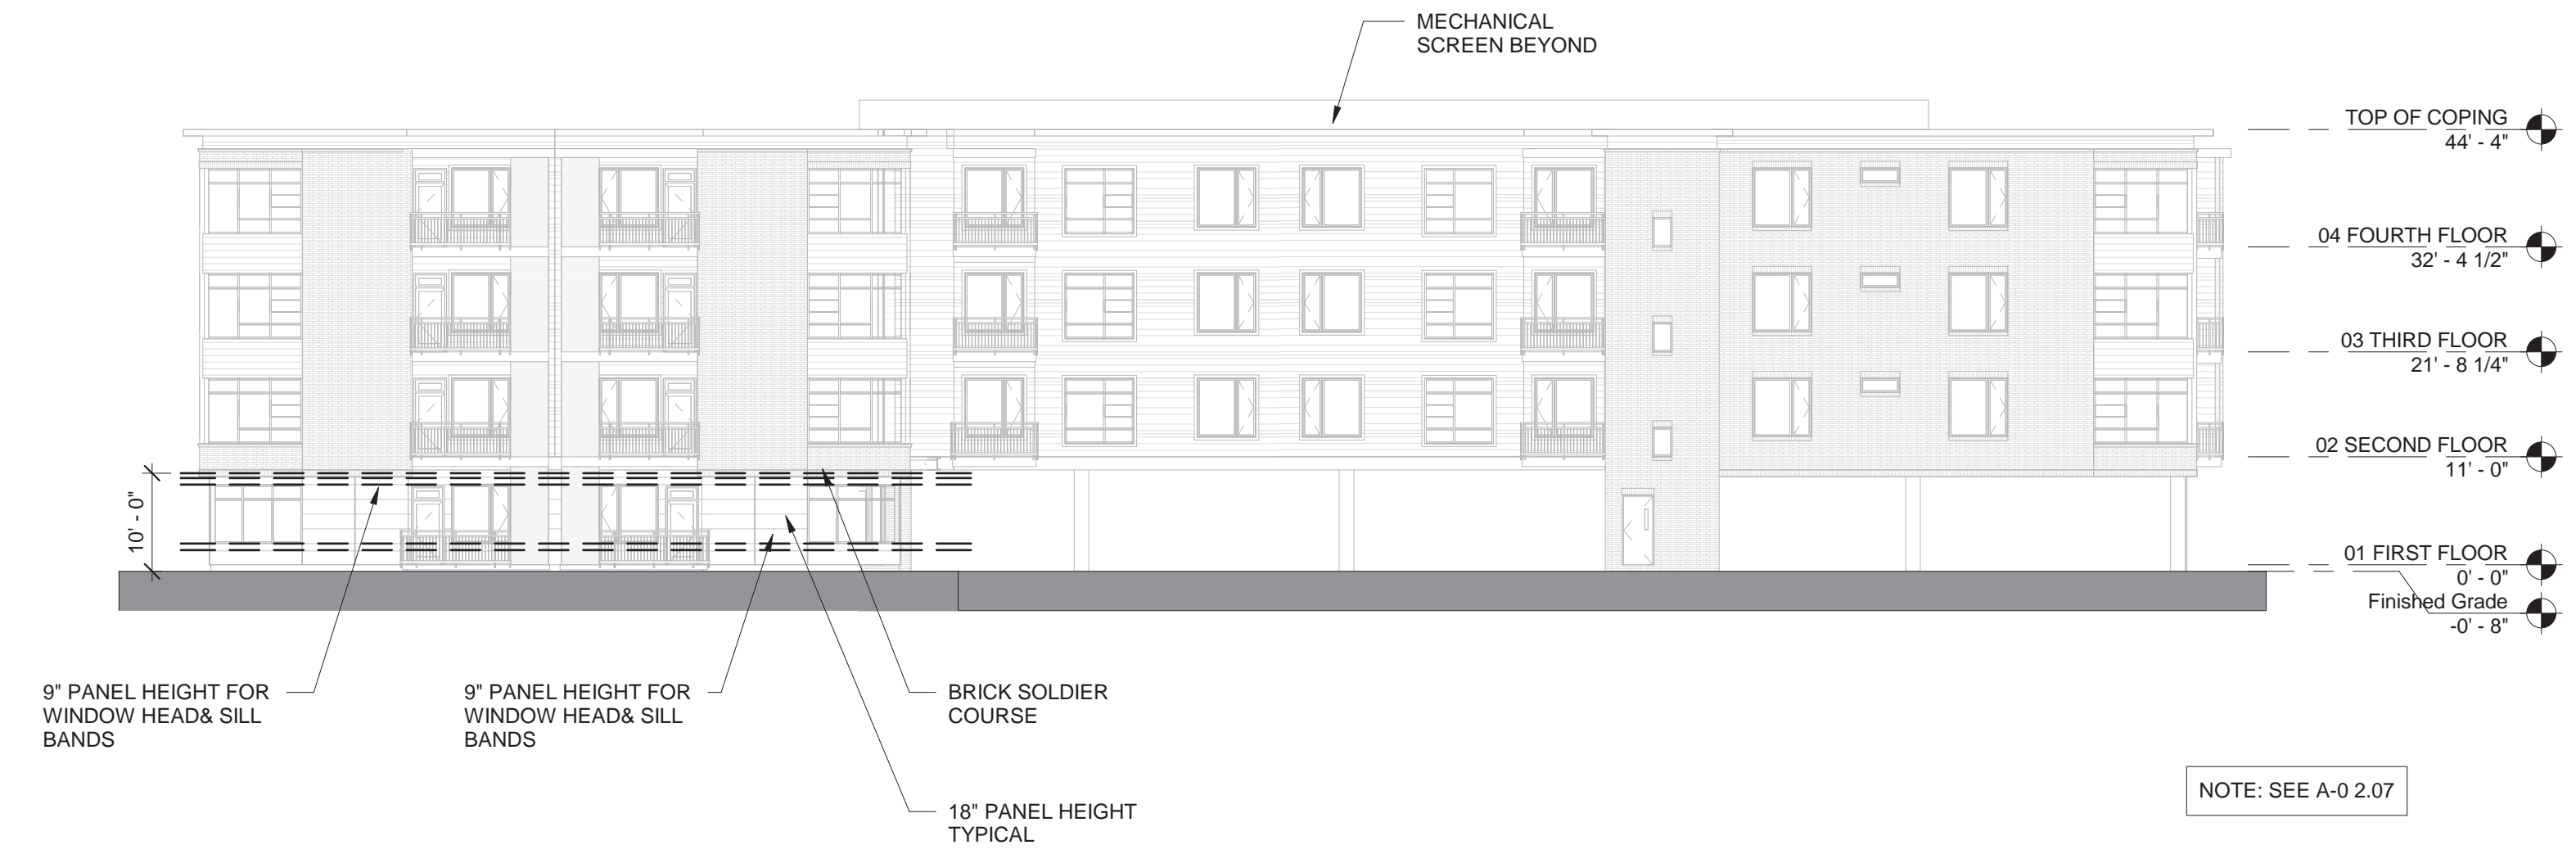 MECHANICAL
SCREEN BEYOND
TOP OF COPING
44' - 4"
04 FOURTH FLOOR
32' - 4 1/2"
03 THIRD FLOOR
21' - 8 1/4"
02 SECOND FLOOR
11' - 0"
10' - 0"
01 FIRST FLOOR
0' - 0"
Finished Grade
-0' - 8"
9" PANEL HEIGHT FOR
WINDOW HEAD& SILL
BANDS
9" PANEL HEIGHT FOR
WINDOW HEAD& SILL
BANDS
BRICK SOLDIER
COURSE
18" PANEL HEIGHT
TYPICAL
NOTE: SEE A-0 2.07